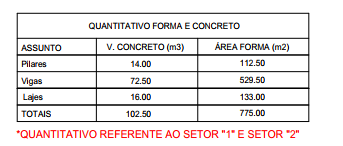 QUANTITATIVO FORMA E CONCRETO
ASSUNTO V. CONCRETO (m3) ÁREA FORMA (m2)
Pilares 14.00 112.50
Vigas 72.50 529.50
Lajes 16.00 133.00
TOTAIS 102.50 775.00
*QUANTITATIVO REFERENTE AO SETOR "1" E SETOR "2"